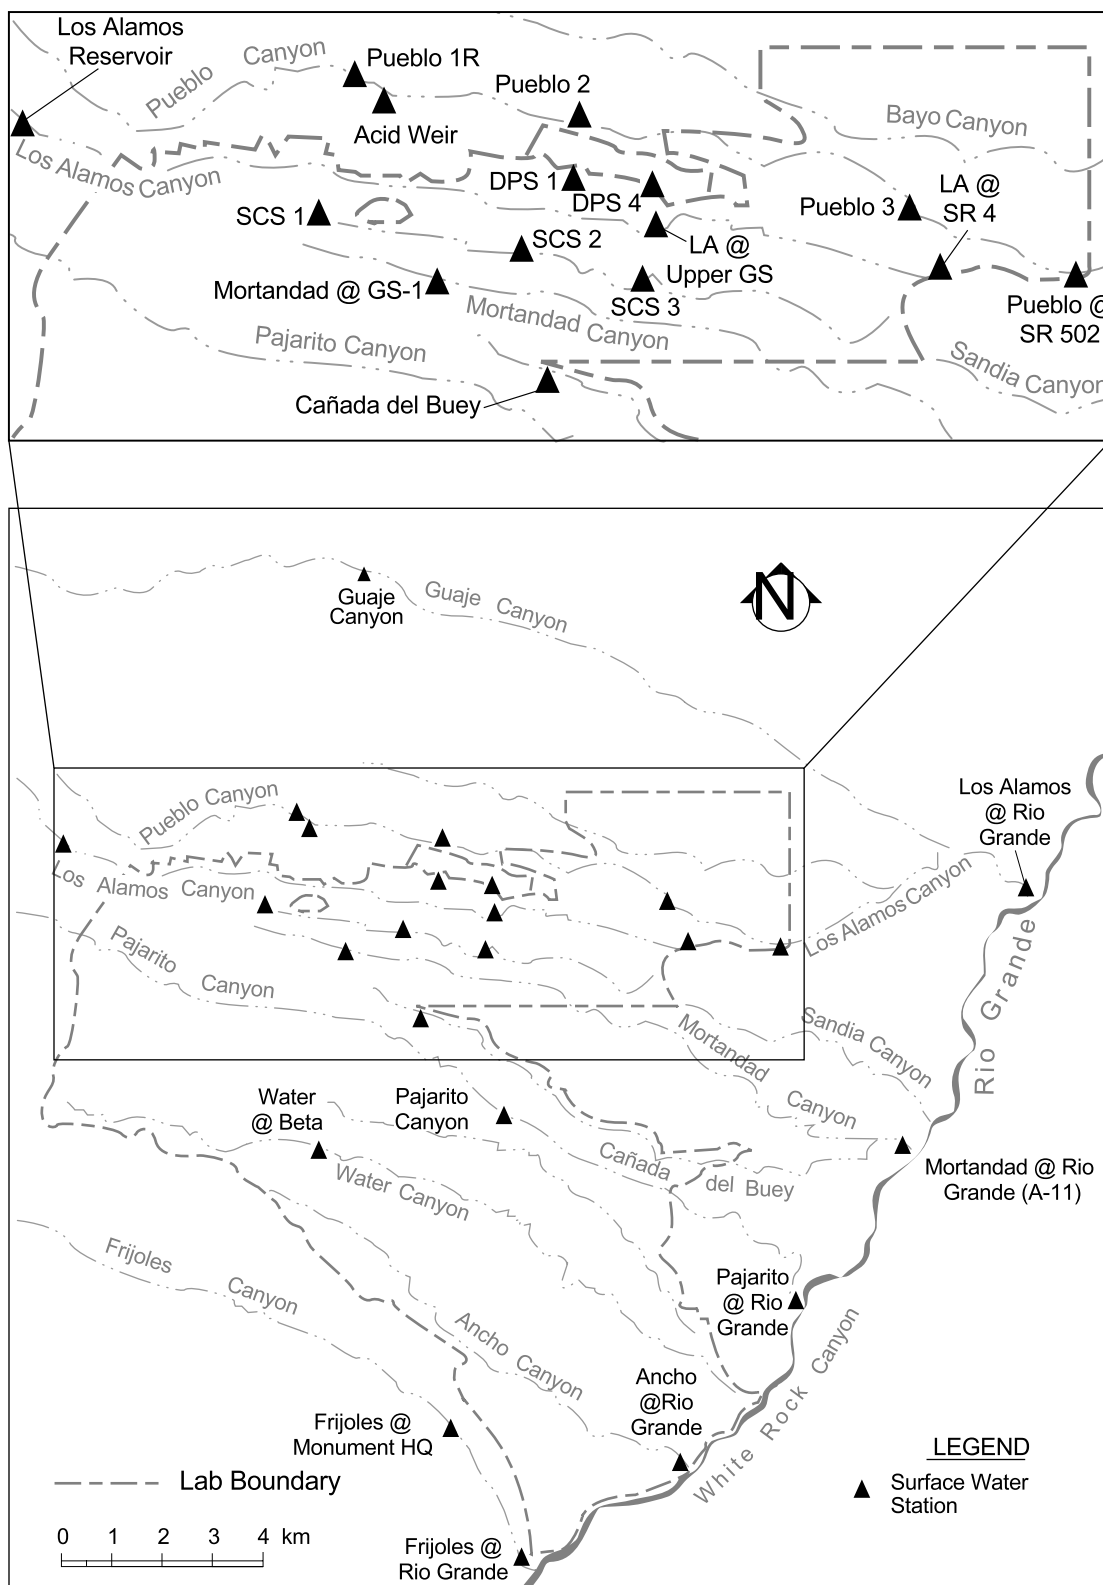 Los Alamos
Reservoir
Pueblo Canyon
Pueblo 1R
Acid Weir
Pueblo 2
Bayo Canyon
Los Alamos Canyon
DPS 1
DPS 4
LA @
SR 4
Pueblo 3
SCS 1
SCS 2
LA @
Upper GS
Mortandad @ GS-1
SCS 3
Mortandad Canyon
Pueblo @
SR 502
Pajarito Canyon
Sandia Canyon
Cañada del Buey
Guaje
Canyon
Guaje Canyon
N
Los Alamos
@ Rio
Grande
Pueblo Canyon
Los Alamos Canyon
Los Alamos Canyon
Pajarito Canyon
Rio Grande
Sandia Canyon
Mortandad Canyon
Water
@ Beta
Pajarito
Canyon
Cañada del Buey
Mortandad @ Rio
Grande (A-11)
Water Canyon
Frijoles Canyon
Pajarito
@ Rio
Grande
Ancho Canyon
Ancho
@Rio
Grande
White Rock Canyon
Frijoles @
Monument HQ
LEGEND
Surface Water
Station
Lab Boundary
0 1 2 3 4 km
Frijoles @
Rio Grande